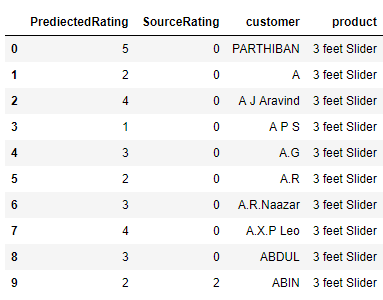 PrediectedRating SourceRating customer product
0 5 0 PARTHIBAN 3 feet Slider
1 2 0 A 3 feet Slider
2 4 0 A J Aravind 3 feet Slider
3 1 0 A P S 3 feet Slider
4 3 0 A.G 3 feet Slider
5 2 0 A.R 3 feet Slider
6 3 0 A.R.Naazar 3 feet Slider
7 4 0 A.X.P Leo 3 feet Slider
8 3 0 ABDUL 3 feet Slider
9 2 2 ABIN 3 feet Slider